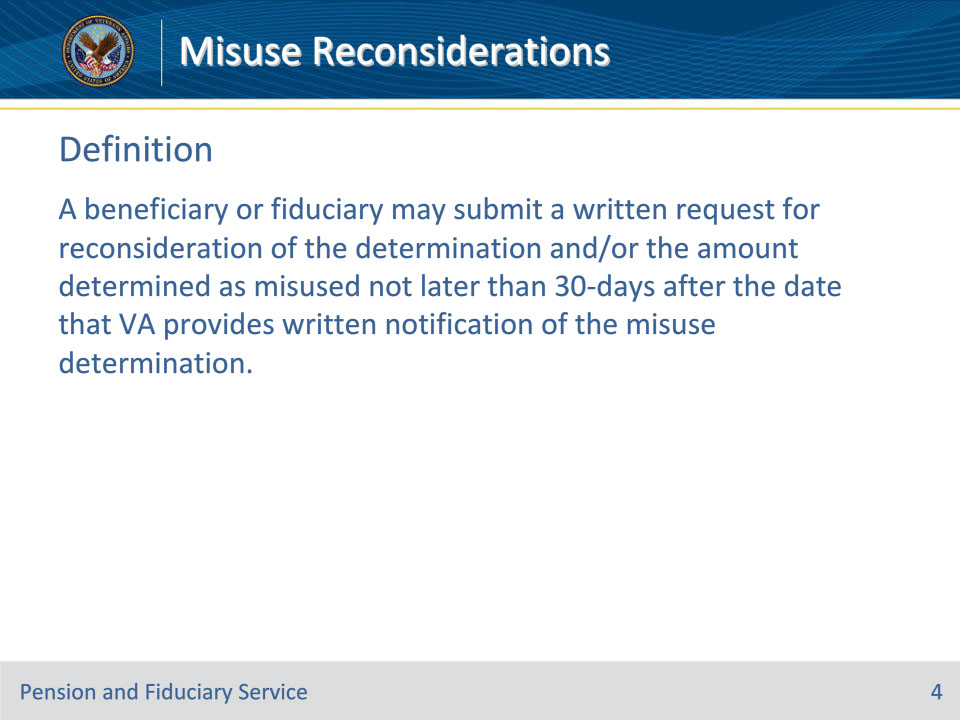 Misuse Reconsiderations
Definition
A beneficiary or fiduciary may submit a written request for
reconsideration of the determination and/or the amount
determined as misused not later than 30-days after the date
that VA provides written notification of the misuse
determination.
Pension and Fiduciary Service
4